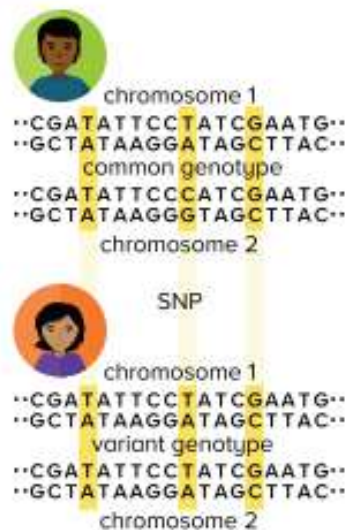 chromosome 1
··CGATATTCCTATCGAATG··
··GCTATAAGGATAGCTTAC··
common genotype
··CGATATTCCCATCGAATG··
··GCTATAAGGGTAGCTTAC··
chromosome 2
SNP
chromosome 1
··CGATATTCCTATCGAATG··
··GCTATAAGGATAGCTTAC··
variant genotype
··CGATATTCCTATCGAATG··
··GCTATAAGGATAGCTTAC··
chromosome 2